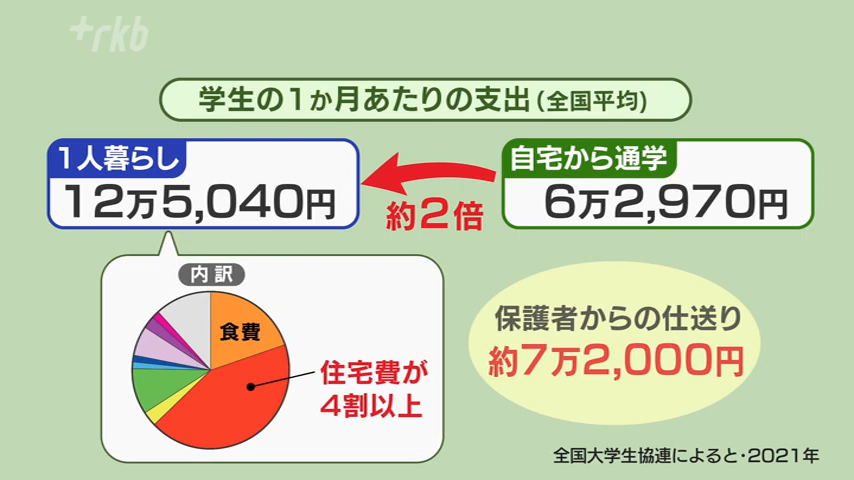 +rkb
学生の1か月あたりの支出(全国平均)
1人暮らし
12万5,040円
約2倍
自宅から通学
6万2,970円
内訳
食費
住宅費が
4割以上
保護者からの仕送り
約7万2,000円
全国大学生協連によると・2021年